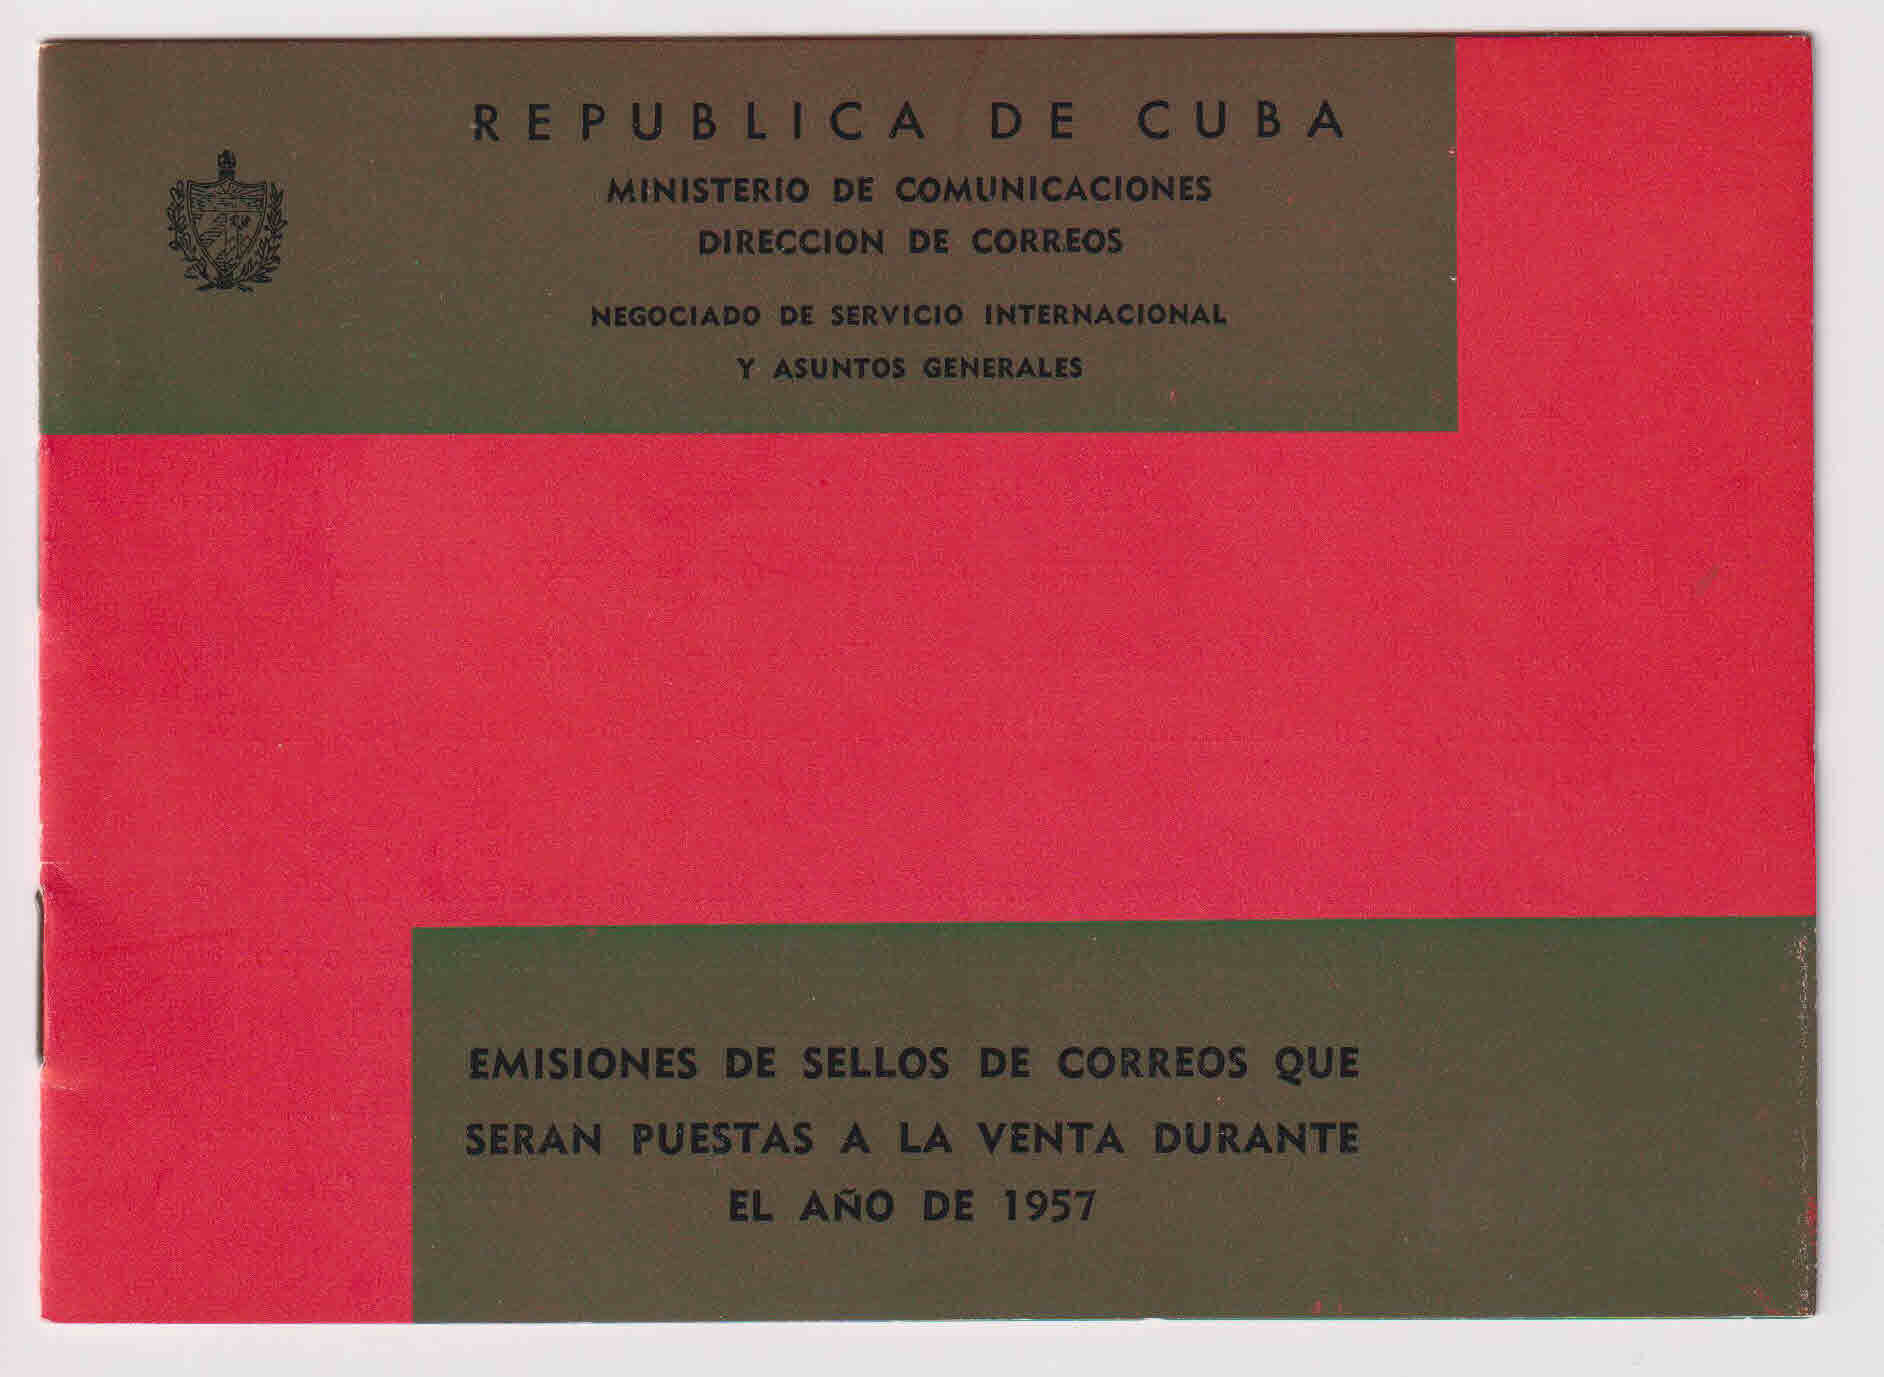 REPUBLICA DE CUBA
MINISTERIO DE COMUNICACIONES
DIRECCION DE CORREOS
NEGOCIADO DE SERVICIO INTERNACIONAL
Y ASUNTOS GENERALES
EMISIONES DE SELLOS DE CORREOS QUE
SERAN PUESTAS A LA VENTA DURANTE
EL AÑO DE 1957